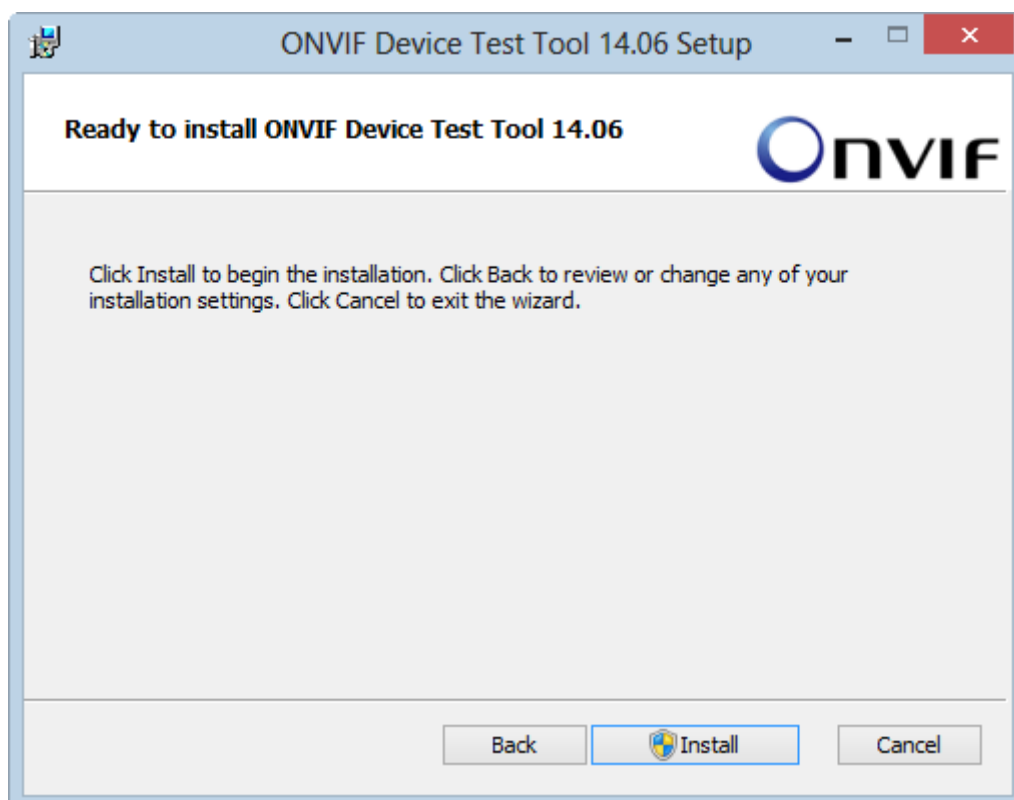 ONVIF Device Test Tool 14.06 Setup
Ready to install ONVIF Device Test Tool 14.06
Onvif
Click Install to begin the installation. Click Back to review or change any of your
installation settings. Click Cancel to exit the wizard.
Back
Install
Cancel